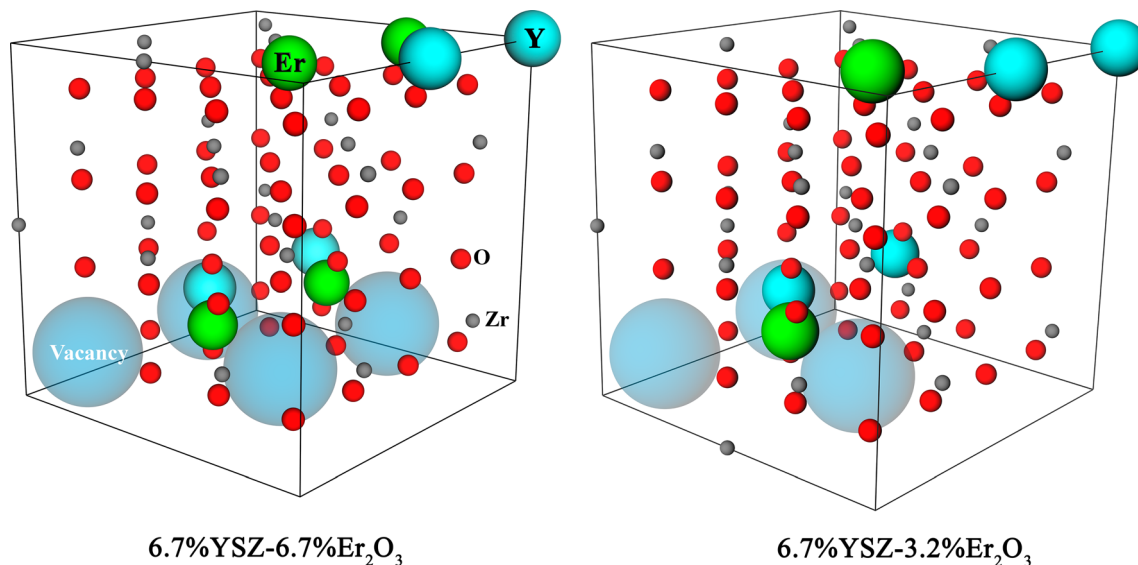 Er
Y
O
Zr
Vacancy
6.7%YSZ-6.7%Er₂O₃
6.7%YSZ-3.2%Er₂O₃